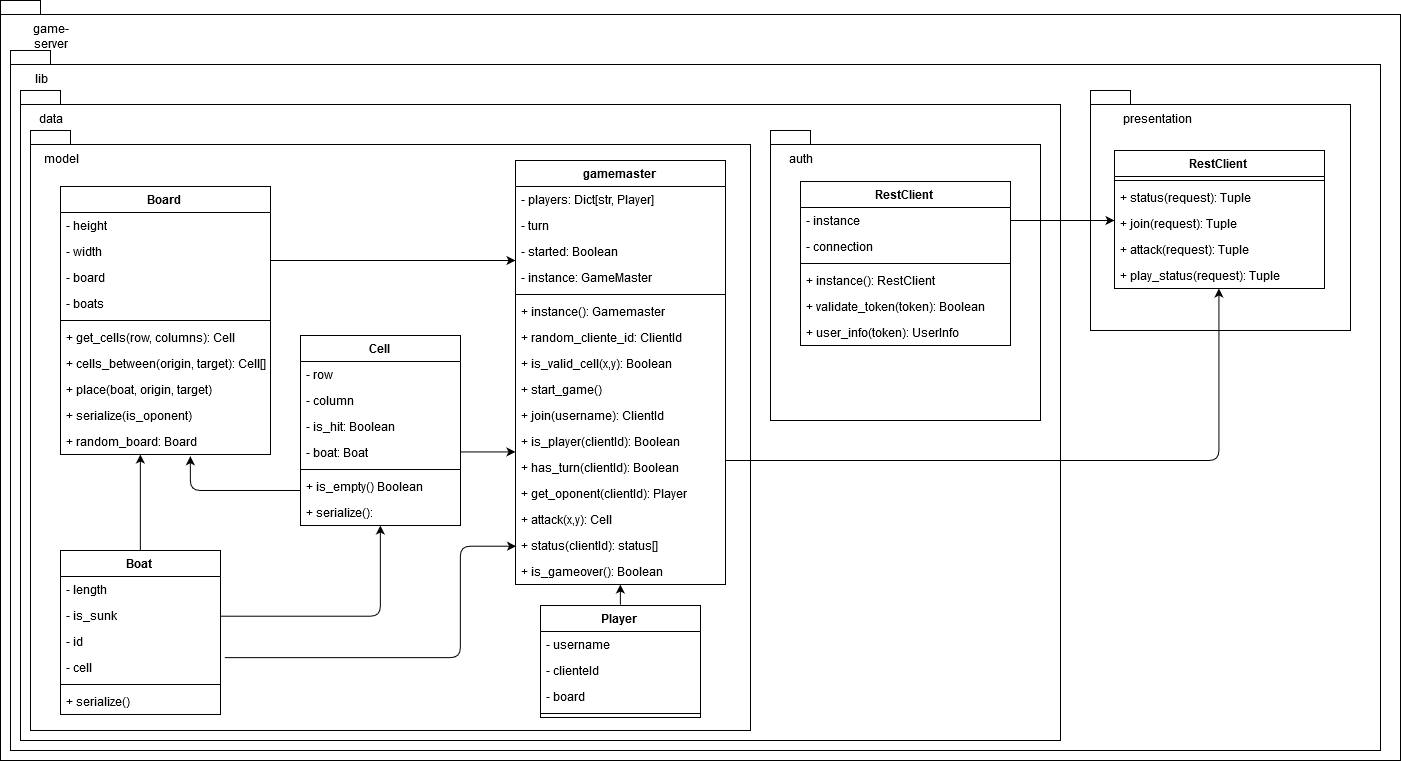 game-
server
lib
data
model
Board
- height
- width
- board
- boats
+ get_cells(row, columns): Cell
+ cells_between(origin, target): Cell[]
+ place(boat, origin, target)
+ serialize(is_oponent)
+ random_board: Board
Cell
- row
- column
- is_hit: Boolean
- boat: Boat
+ is_empty() Boolean
+ serialize():
Boat
- length
- is_sunk
- id
- cell
+ serialize()
gamemaster
- players: Dict[str, Player]
- turn
- started: Boolean
- instance: GameMaster
+ instance(): Gamemaster
+ random_cliente_id: ClientId
+ is_valid_cell(x,y): Boolean
+ start_game()
+ join(username): ClientId
+ is_player(clientId): Boolean
+ has_turn(clientId): Boolean
+ get_oponent(clientId): Player
+ attack(x,y): Cell
+ status(clientId): status[]
+ is_gameover(): Boolean
Player
- username
- clienteId
- board
auth
RestClient
- instance
- connection
+ instance(): RestClient
+ validate_token(token): Boolean
+ user_info(token): UserInfo
presentation
RestClient
+ status(request): Tuple
+ join(request): Tuple
+ attack(request): Tuple
+ play_status(request): Tuple